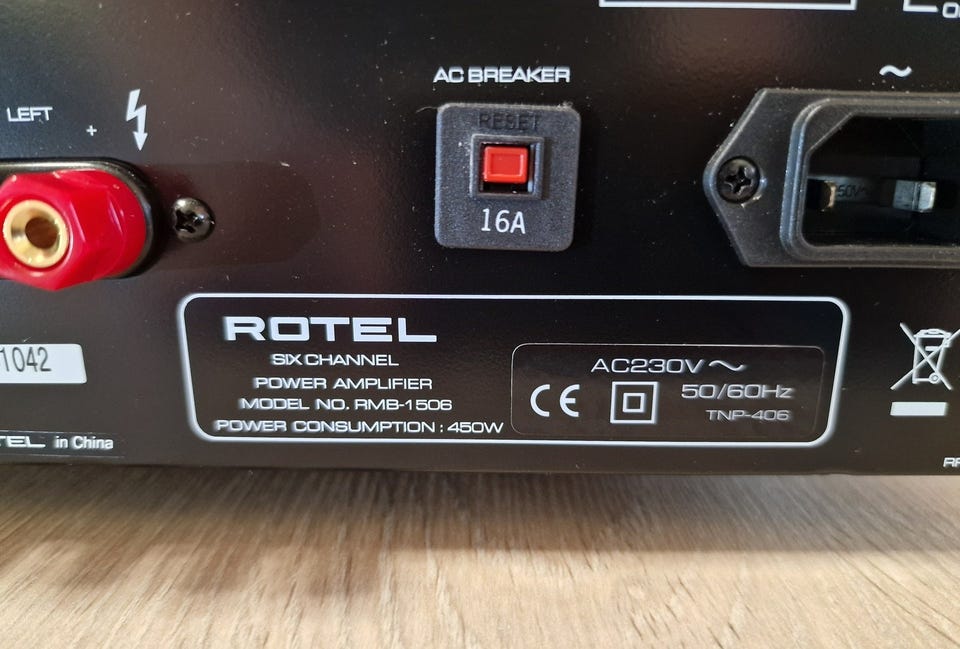 AC BREAKER
~
LEFT
+
RESET
50V~
16A
ROTEL
SIX CHANNEL
POWER AMPLIFIER
MODEL NO. RMB-1506
POWER CONSUMPTION : 450W
AC230V ~
CE
50/60Hz
TNP-406
1042
TEL in China